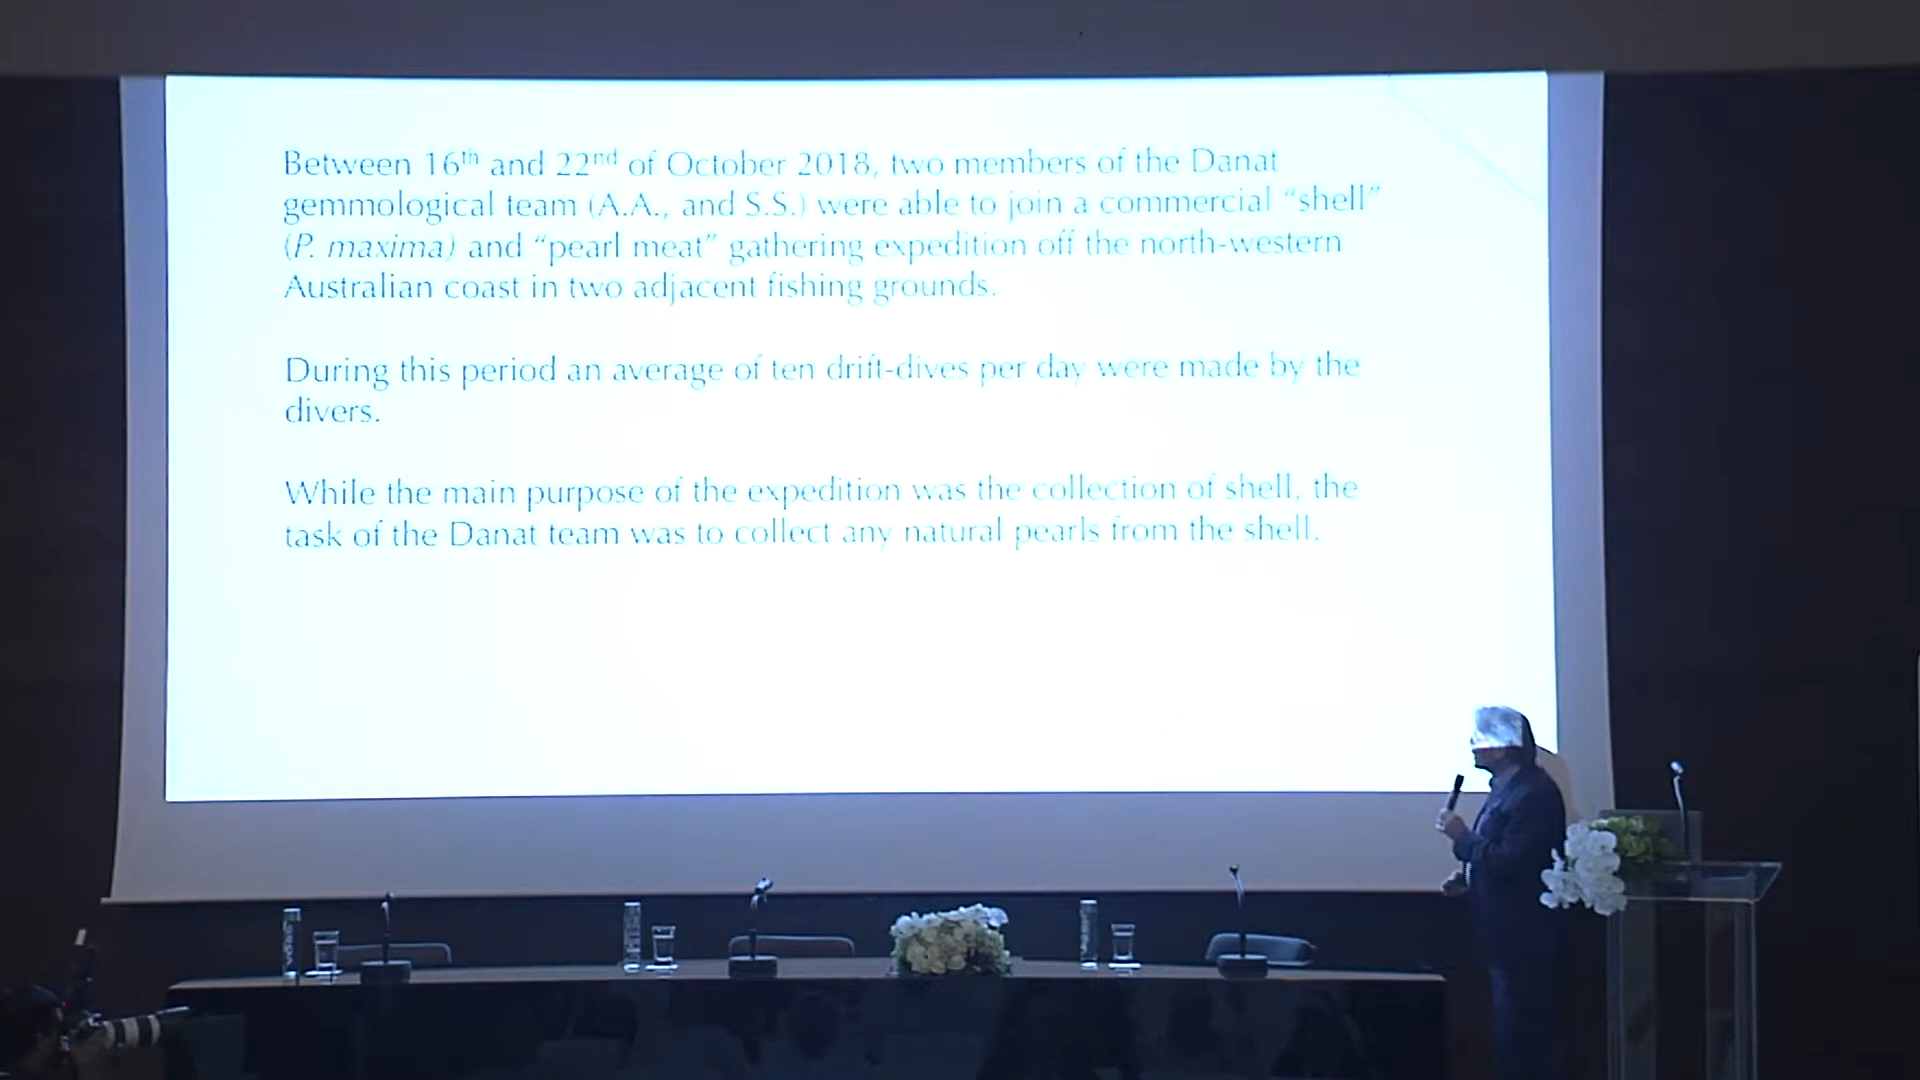 Between 16th and 22nd of October 2018, two members of the Danat
gemmological team (A.A., and S.S.) were able to join a commercial “shell”
(P. maxima) and “pearl meat” gathering expedition off the north-western
Australian coast in two adjacent fishing grounds.
During this period an average of ten drift-dives per day were made by the
divers.
While the main purpose of the expedition was the collection of shell, the
task of the Danat team was to collect any natural pearls from the shell.